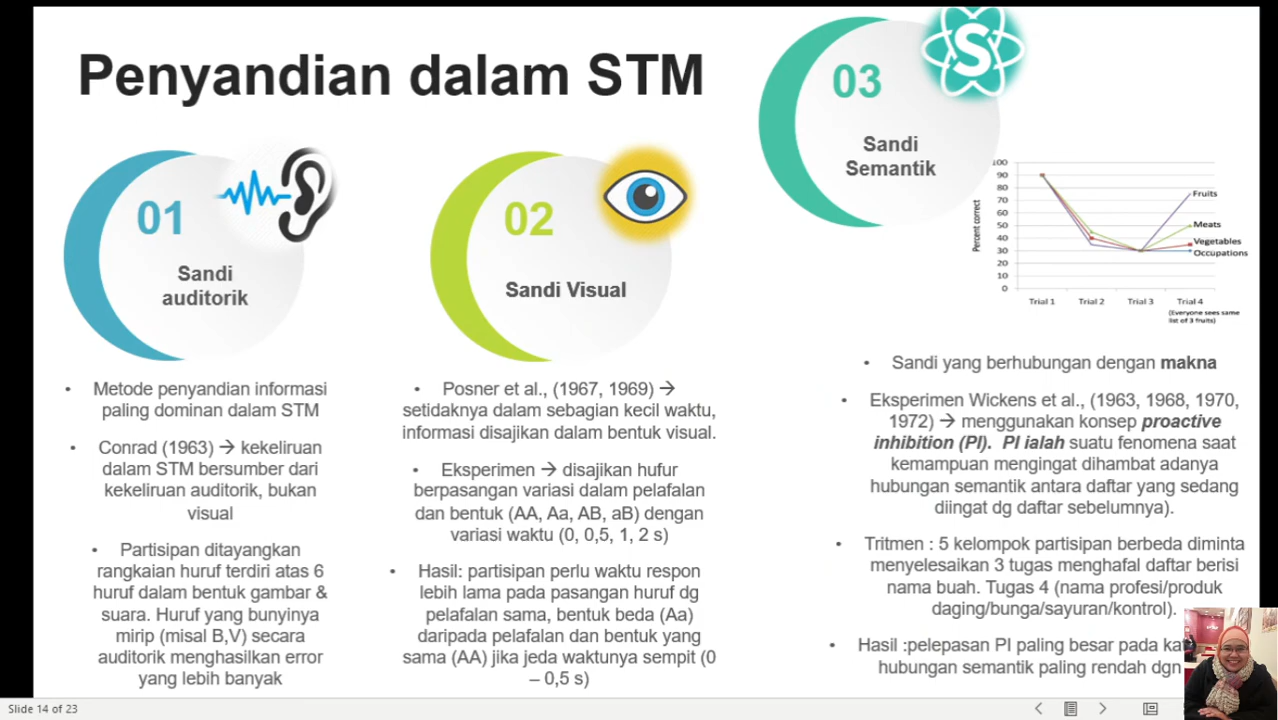 Penyandian dalam STM
01
Sandi
auditorik
Metode penyandian informasi
paling dominan dalam STM
Conrad (1963) → kekeliruan
dalam STM bersumber dari
kekeliruan auditorik, bukan
visual
Partisipan ditayangkan
rangkaian huruf terdiri atas 6
huruf dalam bentuk gambar &
suara. Huruf yang bunyinya
mirip (misal B,V) secara
auditorik menghasilkan error
yang lebih banyak
02
Sandi Visual
Posner et al., (1967, 1969) →
setidaknya dalam sebagian kecil waktu,
informasi disajikan dalam bentuk visual.
Eksperimen → disajikan hufur
berpasangan variasi dalam pelafalan
dan bentuk (AA, Aa, AB, aB) dengan
variasi waktu (0, 0,5, 1, 2 s)
Hasil: partisipan perlu waktu respon
lebih lama pada pasangan huruf dg
pelafalan sama, bentuk beda (Aa)
daripada pelafalan dan bentuk yang
sama (AA) jika jeda waktunya sempit (0
– 0,5 s)
03
S
Sandi
Semantik
Percent correct
100
90
80
70
60
50
40
30
20
10
0
Trial 1 Trial 2 Trial 3 Trial 4
(Everyone sees same
list of 3 fruits)
Fruits
Meats
Vegetables
Occupations
Sandi yang berhubungan dengan makna
Eksperimen Wickens et al., (1963, 1968, 1970,
1972) → menggunakan konsep proactive
inhibition (PI). PI ialah suatu fenomena saat
kemampuan mengingat dihambat adanya
hubungan semantik antara daftar yang sedang
diingat dg daftar sebelumnya).
Tritmen : 5 kelompok partisipan berbeda diminta
menyelesaikan 3 tugas menghafal daftar berisi
nama buah. Tugas 4 (nama profesi/produk
daging/bunga/sayuran/kontrol).
Hasil :pelepasan PI paling besar pada
hubungan semantik paling rendah dgn
Slide 14 of 23